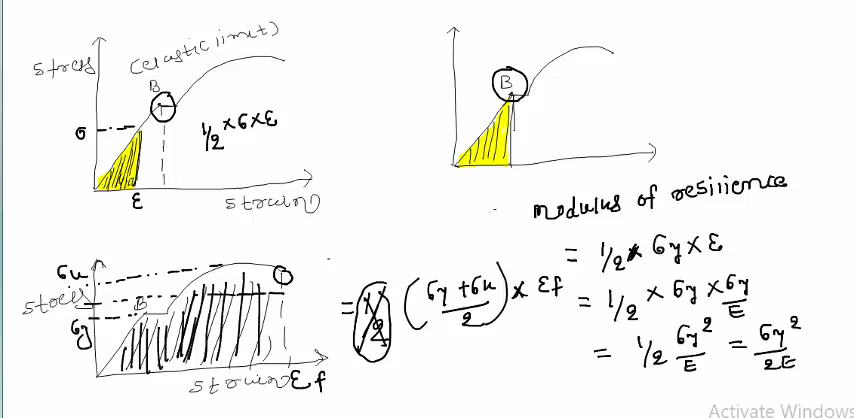 stress
(elastic limit)
B
σ
1/2 × σ × ε
ε
strain
B
modulus of resilience
= 1/2 × σy × ε
= 1/2 × σy × σy/E
= 1/2 σy²/E = σy²/2E
σu
stress
B
σy
strain
εf
= (σy + σu / 2) × εf
Activate Windows